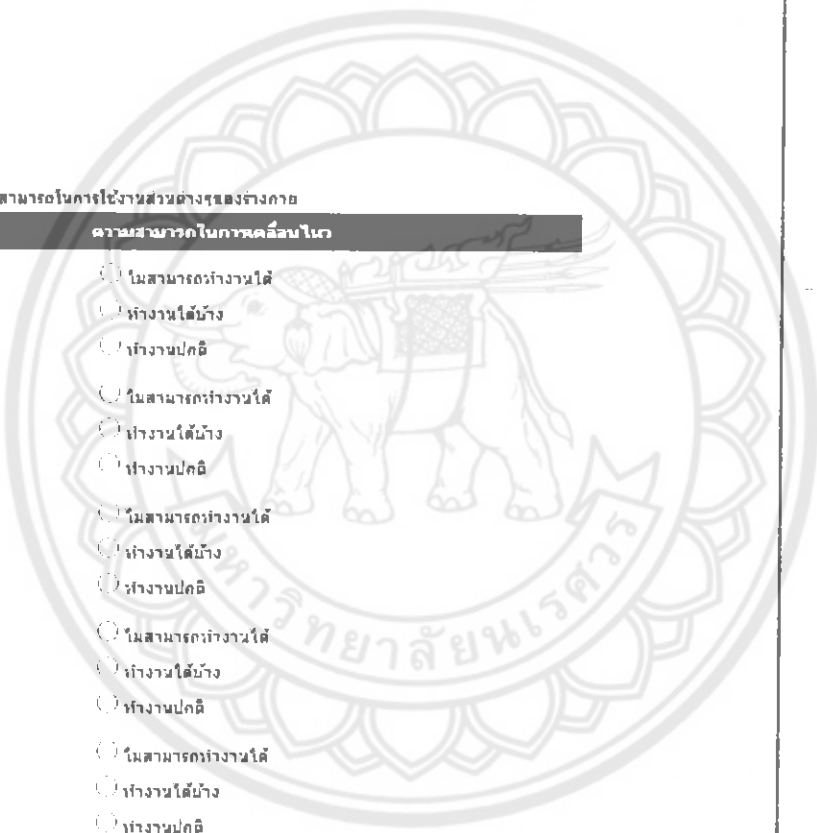 สามารถในการใช้งานส่วนต่างๆของร่างกาย
ความสามารถในการเคลื่อนไหว
ไม่สามารถทำงานได้
ทำงานได้บ้าง
ทำงานปกติ
ไม่สามารถทำงานได้
ทำงานได้บ้าง
ทำงานปกติ
ไม่สามารถทำงานได้
ทำงานได้บ้าง
ทำงานปกติ
ไม่สามารถทำงานได้
ทำงานได้บ้าง
ทำงานปกติ
ไม่สามารถทำงานได้
ทำงานได้บ้าง
ทำงานปกติ
มหาวิทยาลัยนเรศวร